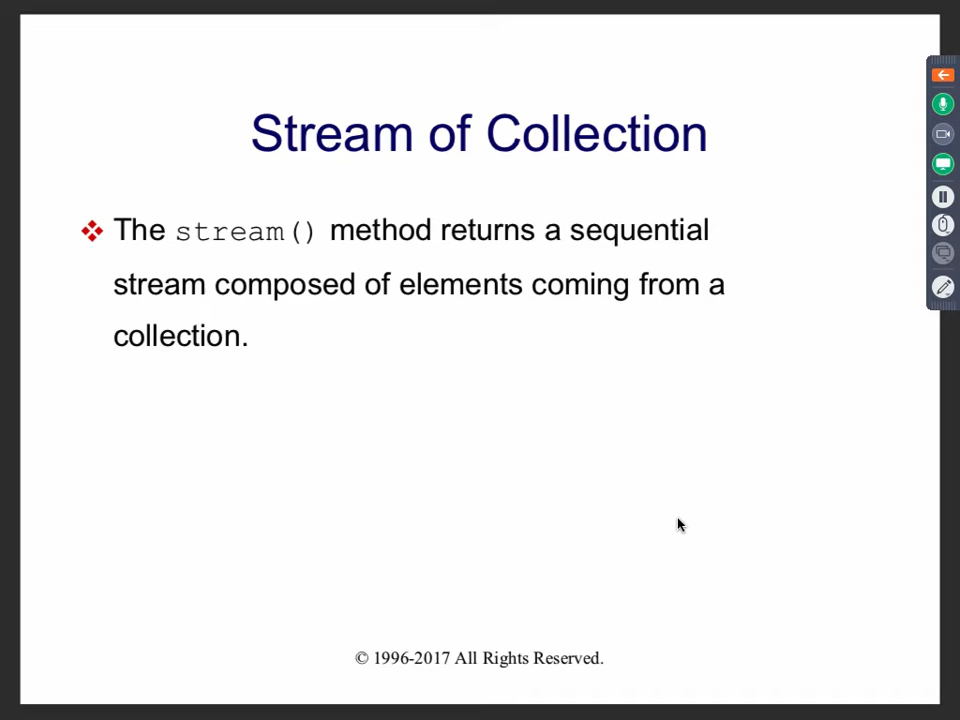 Stream of Collection
The stream() method returns a sequential
stream composed of elements coming from a
collection.
© 1996-2017 All Rights Reserved.